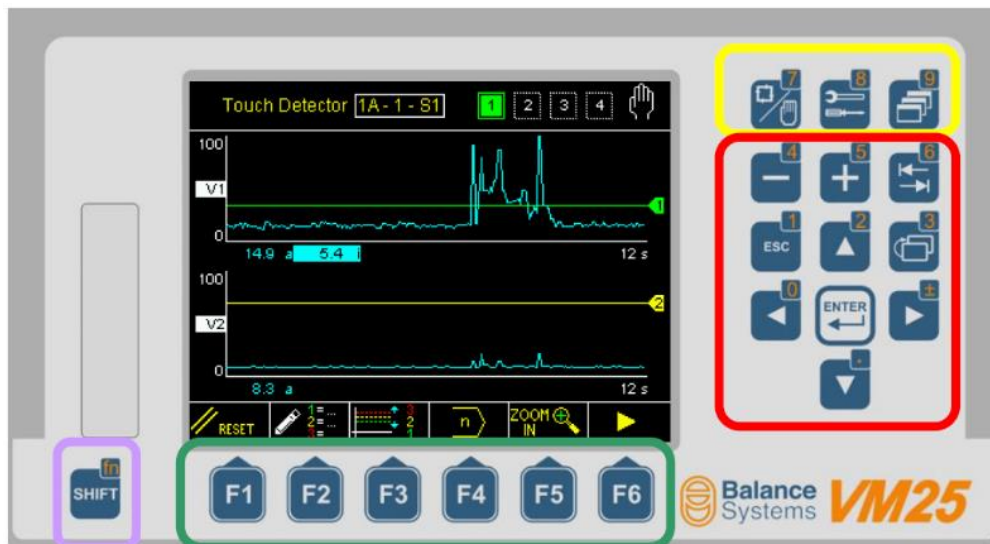 Touch Detector 1A - 1 - S1 1 2 3 4
100
V1
1
0
14.9 a 5.4 i 12 s
100
2
V2
0
8.3 a 12 s
RESET
1= ...
2= ...
3=
3
2
1
n
ZOOM
IN
7 8 9
4 5 6
− +
1 2 3
ESC
0 ±
ENTER
.
fn
SHIFT
F1 F2 F3 F4 F5 F6
Balance
Systems
VM25